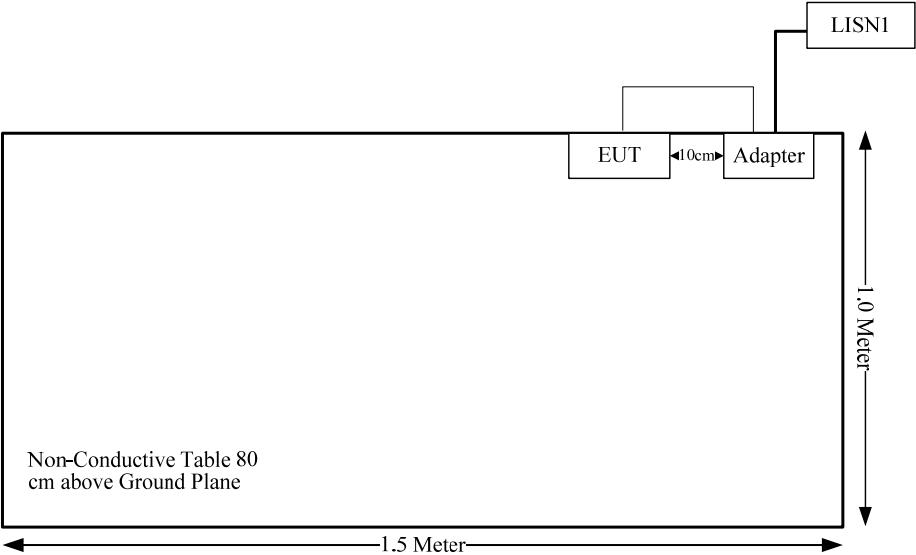 LISN1
EUT
10cm
Adapter
1.0 Meter
Non-Conductive Table 80
cm above Ground Plane
1.5 Meter